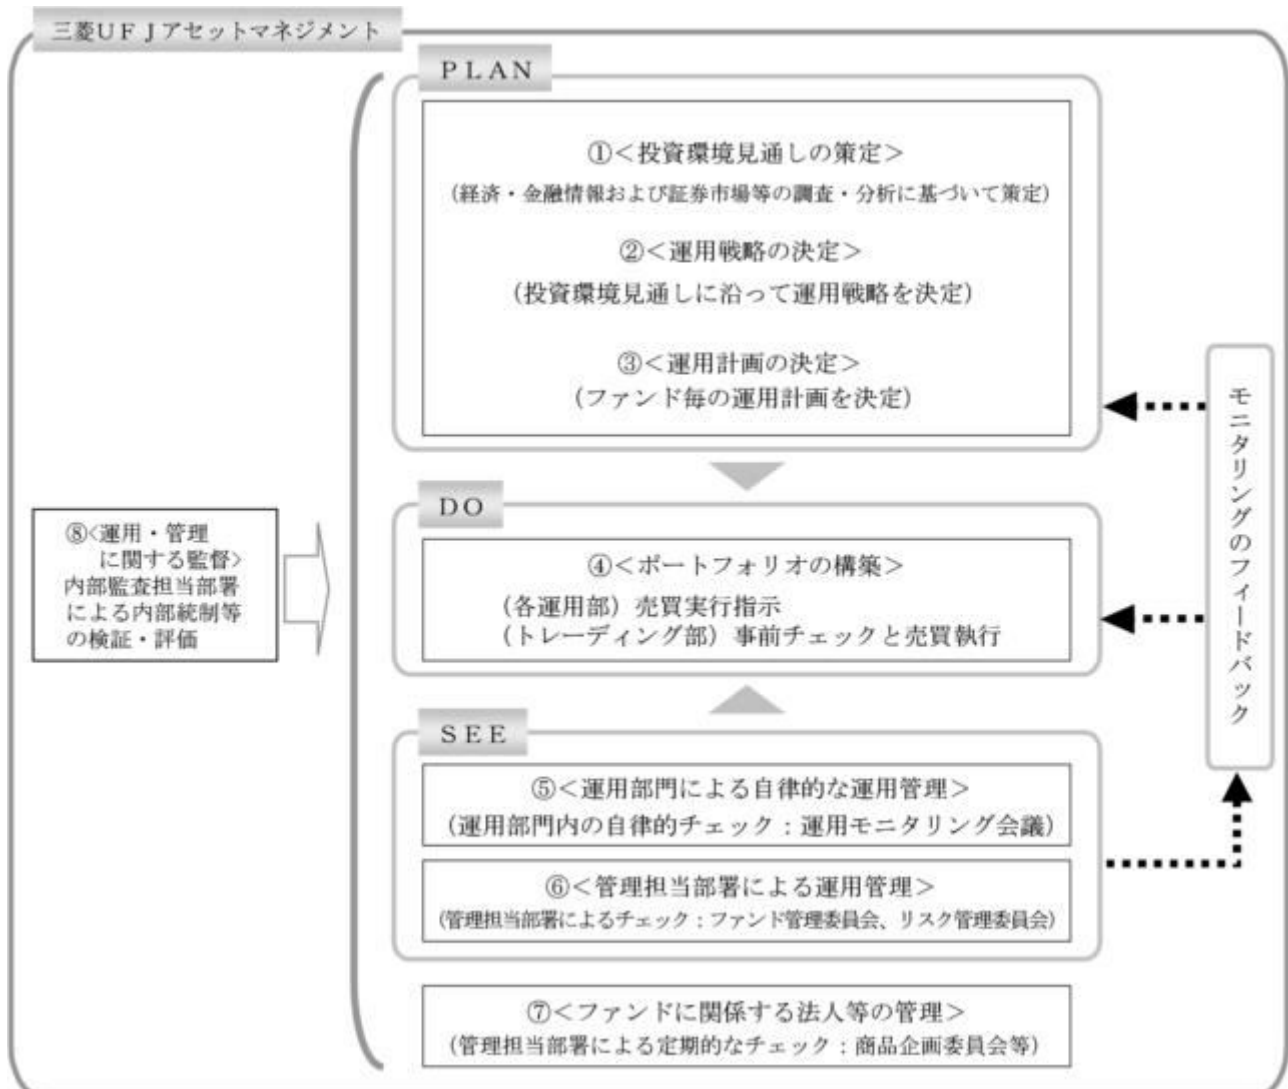 三菱ＵＦＪアセットマネジメント
ＰＬＡＮ
①＜投資環境見通しの策定＞
（経済・金融情報および証券市場等の調査・分析に基づいて策定）
②＜運用戦略の決定＞
（投資環境見通しに沿って運用戦略を決定）
③＜運用計画の決定＞
（ファンド毎の運用計画を決定）
ＤＯ
④＜ポートフォリオの構築＞
（各運用部）売買実行指示
（トレーディング部）事前チェックと売買執行
ＳＥＥ
⑤＜運用部門による自律的な運用管理＞
（運用部門内の自律的チェック：運用モニタリング会議）
⑥＜管理担当部署による運用管理＞
（管理担当部署によるチェック：ファンド管理委員会、リスク管理委員会）
⑦＜ファンドに関係する法人等の管理＞
（管理担当部署による定期的なチェック：商品企画委員会等）
⑧<運用・管理
に関する監督>
内部監査担当部署
による内部統制等
の検証・評価
モニタリングのフィードバック